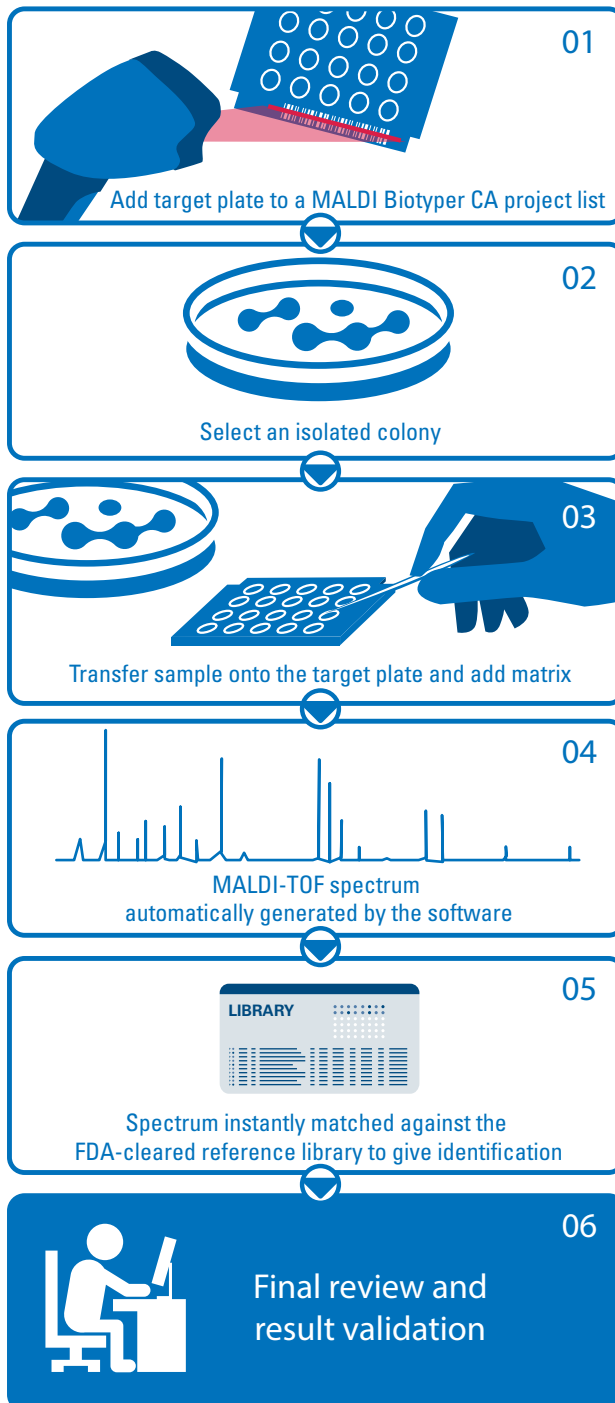 01
Add target plate to a MALDI Biotyper CA project list
02
Select an isolated colony
03
Transfer sample onto the target plate and add matrix
04
MALDI-TOF spectrum
automatically generated by the software
05
LIBRARY
Spectrum instantly matched against the
FDA-cleared reference library to give identification
06
Final review and
result validation